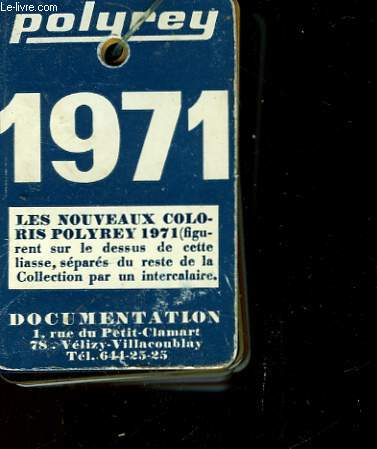 © Le-livre.com
polyrey
1971
LES NOUVEAUX COLO-
RIS POLYREY 1971 (figu-
rent sur le dessus de cette
liasse, séparés du reste de la
Collection par un intercalaire.
DOCUMENTATION
1, rue du Petit-Clamart
78 - Vélizy-Villacoublay
Tél. 644-25-25